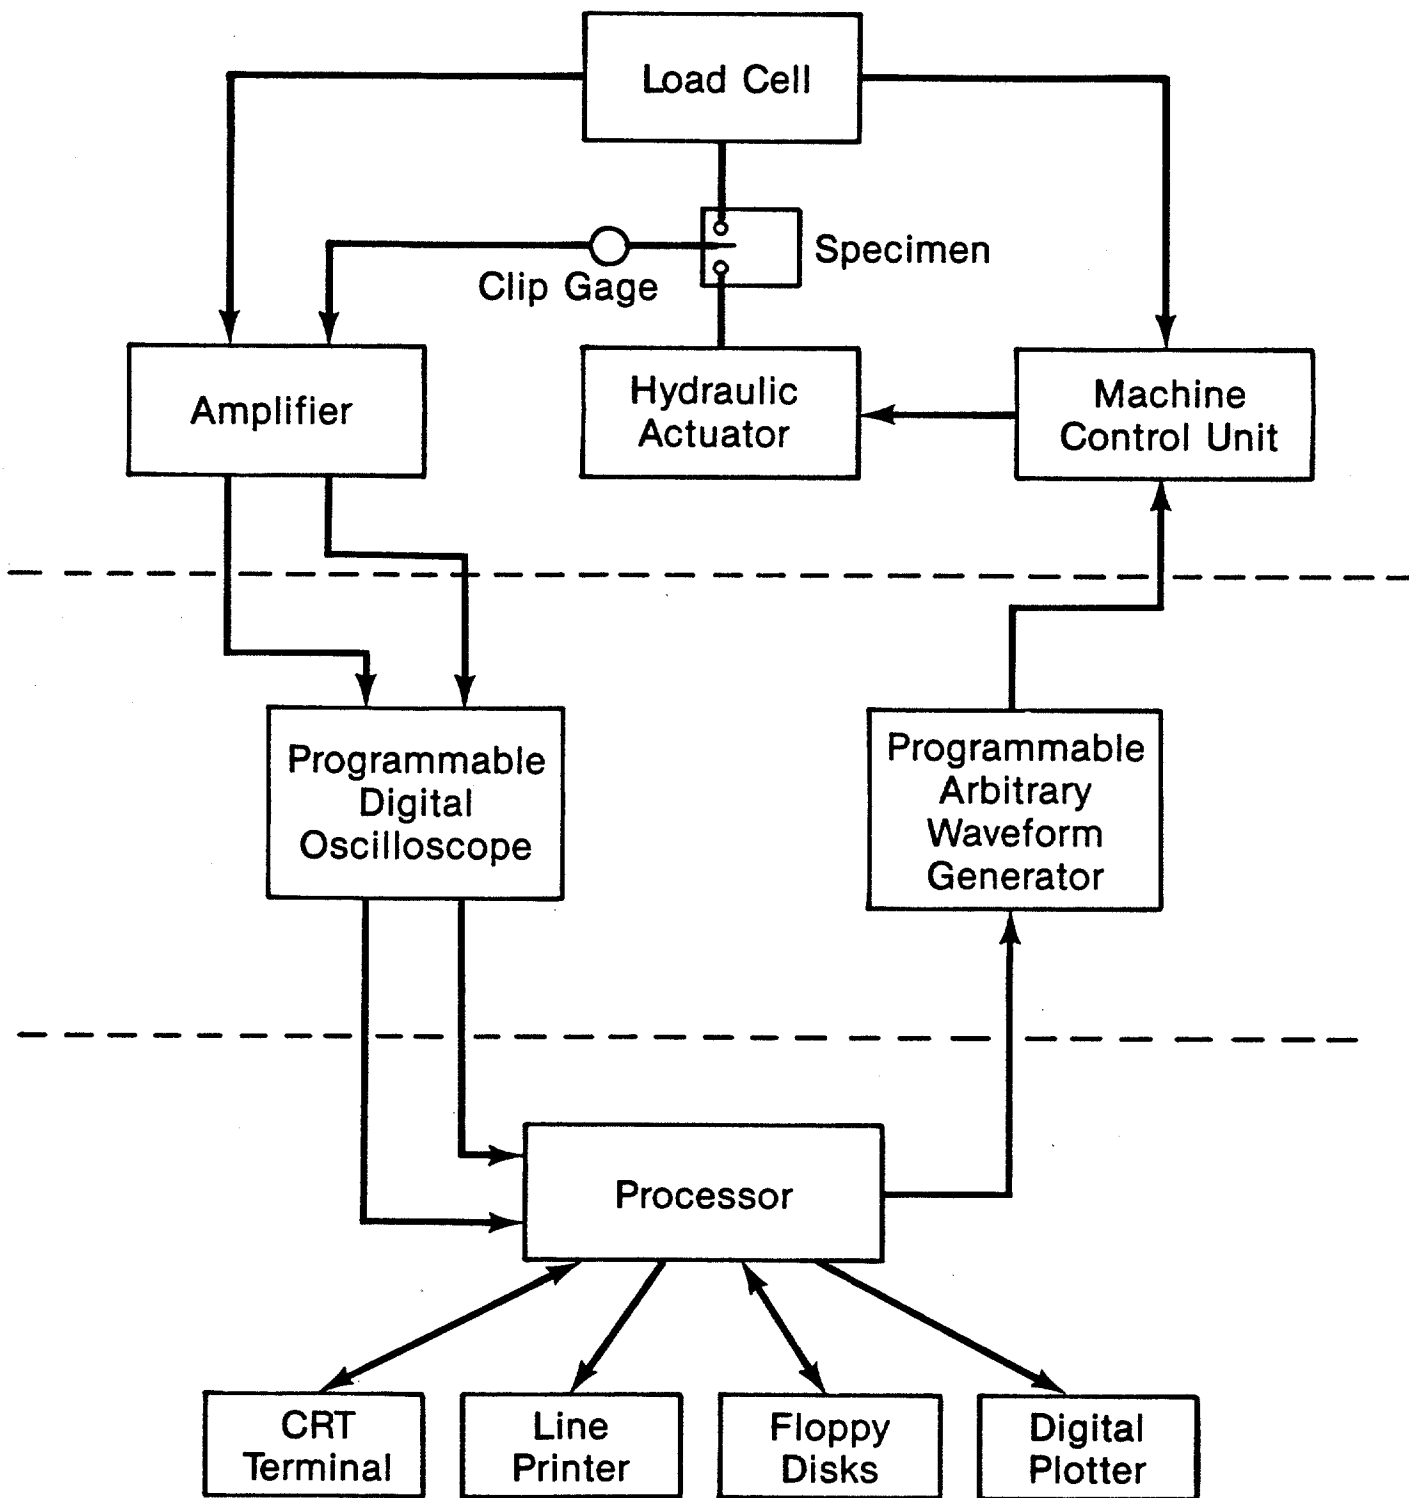 Load Cell
Specimen
Clip Gage
Amplifier
Hydraulic
Actuator
Machine
Control Unit
Programmable
Digital
Oscilloscope
Programmable
Arbitrary
Waveform
Generator
Processor
CRT
Terminal
Line
Printer
Floppy
Disks
Digital
Plotter